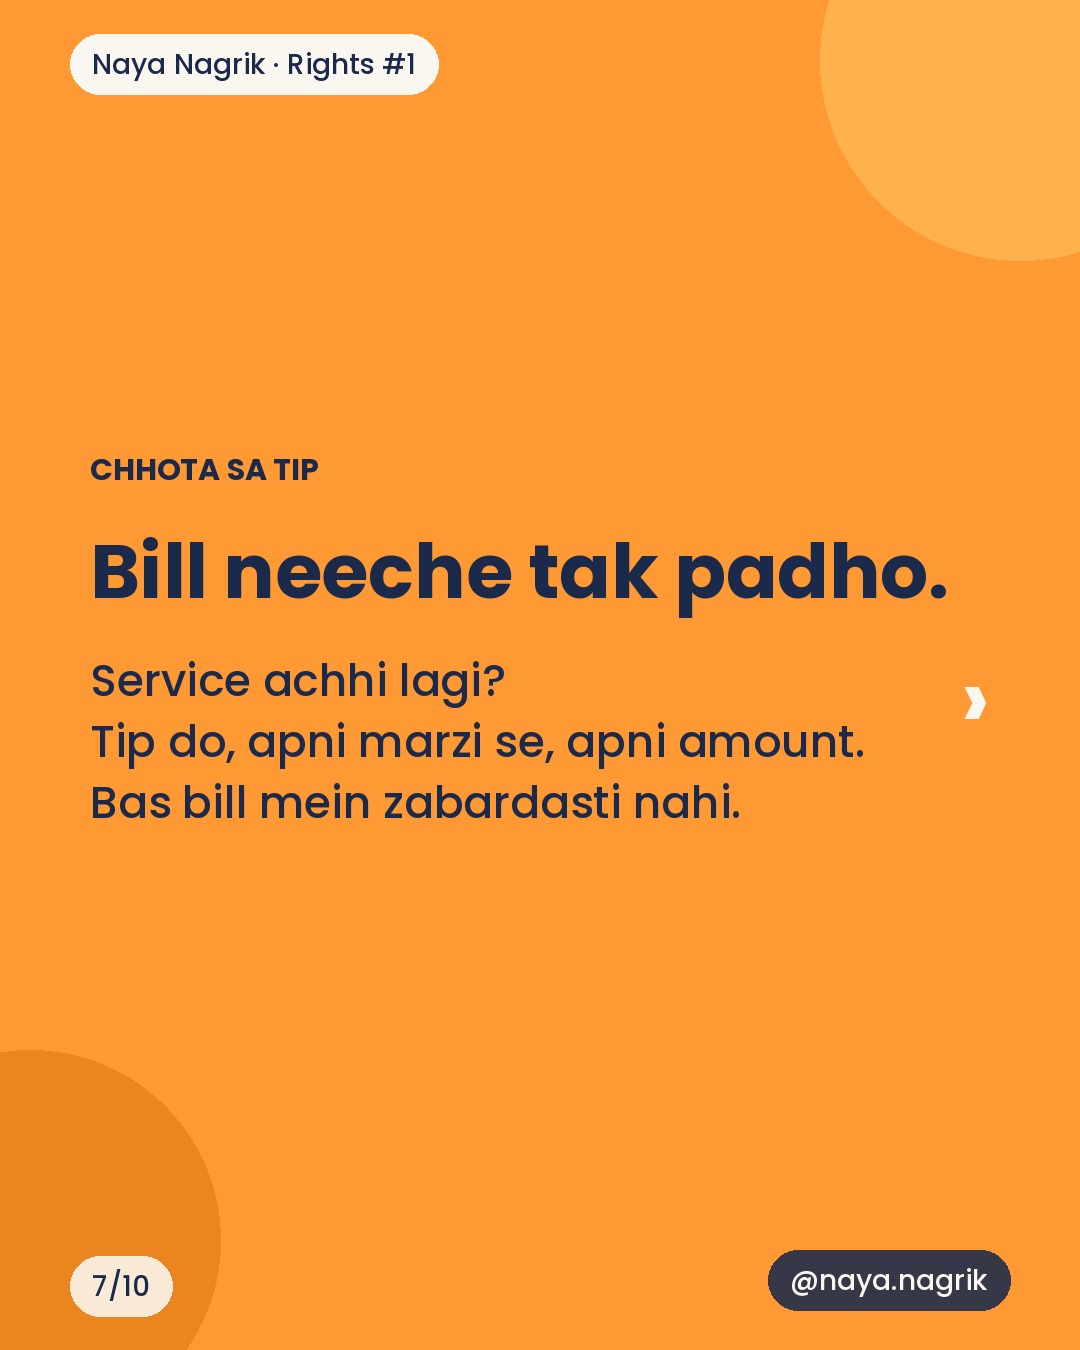 Naya Nagrik · Rights #1
CHHOTA SA TIP
Bill neeche tak padho.
Service achhi lagi?
Tip do, apni marzi se, apni amount.
Bas bill mein zabardasti nahi.
7/10
@naya.nagrik